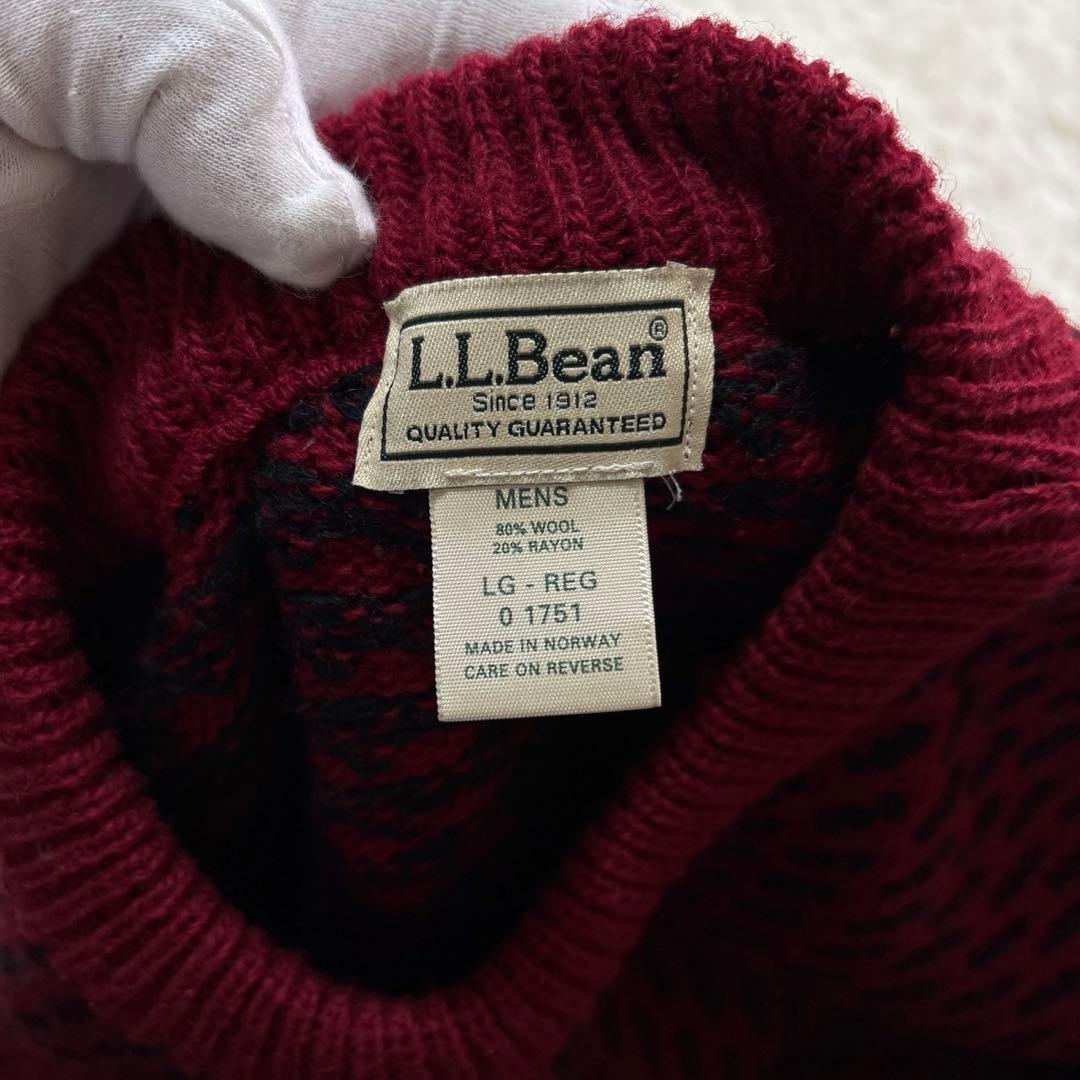 L.L.Bean®
Since 1912
QUALITY GUARANTEED
MENS
80% WOOL
20% RAYON
LG - REG
0 1751
MADE IN NORWAY
CARE ON REVERSE